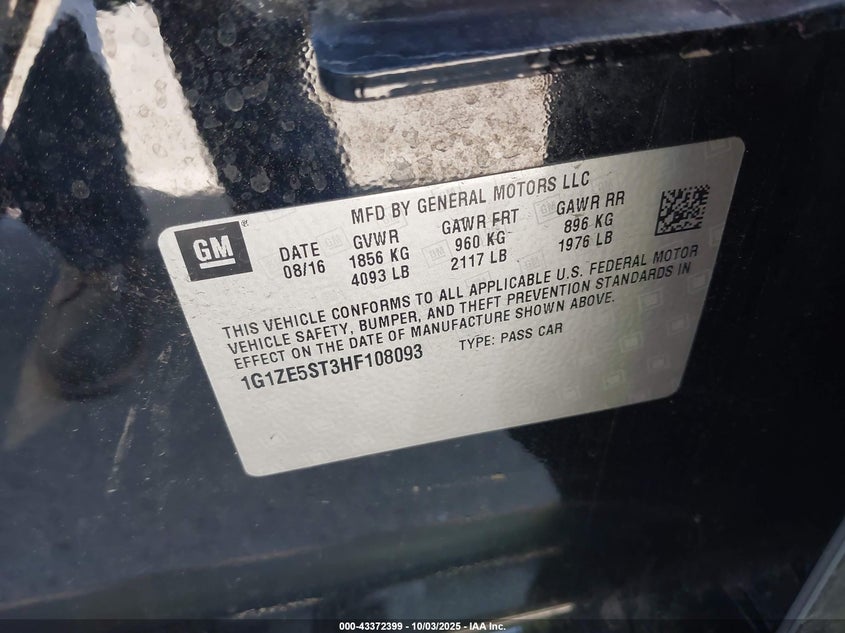 GM
MFD BY GENERAL MOTORS LLC
DATE GVWR GAWR FRT GAWR RR
08/16 1856 KG 960 KG 896 KG
4093 LB 2117 LB 1976 LB
THIS VEHICLE CONFORMS TO ALL APPLICABLE U.S. FEDERAL MOTOR
VEHICLE SAFETY, BUMPER, AND THEFT PREVENTION STANDARDS IN
EFFECT ON THE DATE OF MANUFACTURE SHOWN ABOVE.
1G1ZE5ST3HF108093 TYPE: PASS CAR
000-43372399 - 10/03/2025 - IAA Inc.